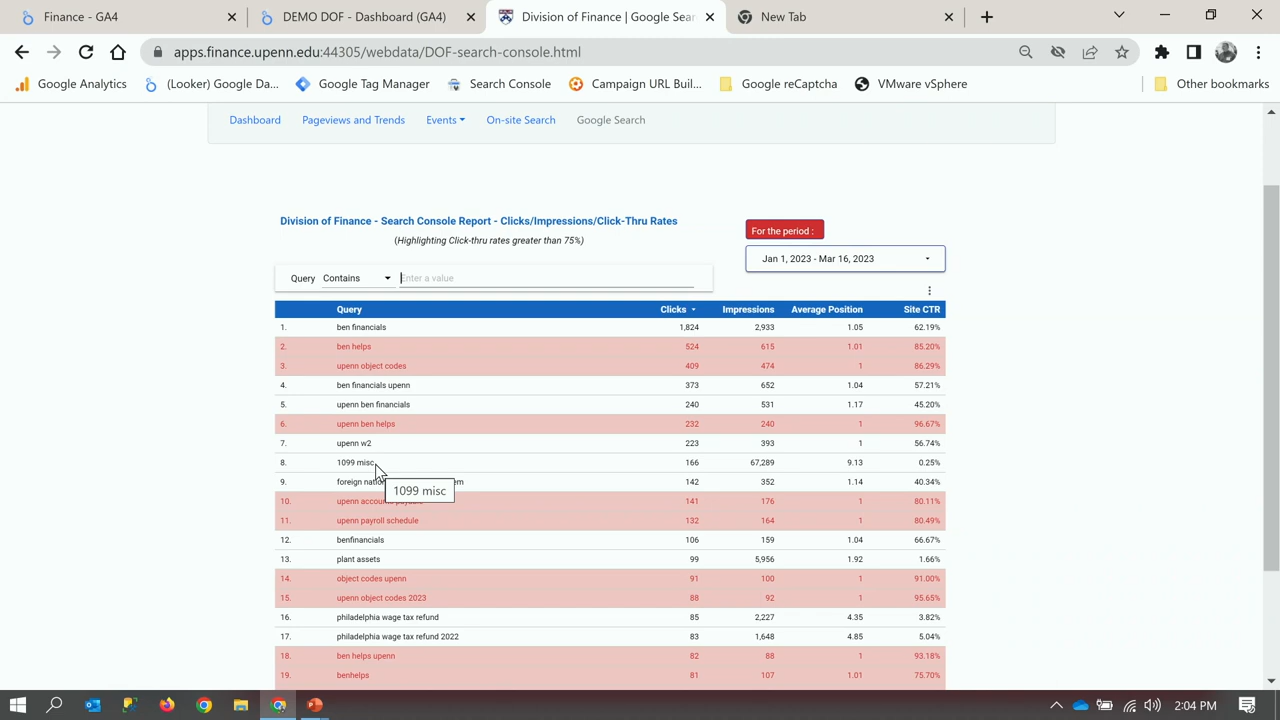 Finance - GA4
DEMO DOF - Dashboard (GA4)
Division of Finance | Google Sear
New Tab
apps.finance.upenn.edu:44305/webdata/DOF-search-console.html
Google Analytics
(Looker) Google Da...
Google Tag Manager
Search Console
Campaign URL Buil...
Google reCaptcha
VMware vSphere
Other bookmarks
Dashboard Pageviews and Trends Events On-site Search Google Search
Division of Finance - Search Console Report - Clicks/Impressions/Click-Thru Rates
(Highlighting Click-thru rates greater than 75%)
For the period :
Jan 1, 2023 - Mar 16, 2023
Query Contains Enter a value
Query Clicks Impressions Average Position Site CTR
1. ben financials 1,824 2,933 1.05 62.19%
2. ben helps 524 615 1.01 85.20%
3. upenn object codes 409 474 1 86.29%
4. ben financials upenn 373 652 1.04 57.21%
5. upenn ben financials 240 531 1.17 45.20%
6. upenn ben helps 232 240 1 96.67%
7. upenn w2 223 393 1 56.74%
8. 1099 misc 166 67,289 9.13 0.25%
9. foreign 142 352 1.14 40.34%
1099 misc
10. upenn 141 176 1 80.11%
11. upenn payroll schedule 132 164 1 80.49%
12. benfinancials 106 159 1.04 66.67%
13. plant assets 99 5,956 1.92 1.66%
14. object codes upenn 91 100 1 91.00%
15. upenn object codes 2023 88 92 1 95.65%
16. philadelphia wage tax refund 85 2,227 4.35 3.82%
17. philadelphia wage tax refund 2022 83 1,648 4.85 5.04%
18. ben helps upenn 82 88 1 93.18%
19. benhelps 81 107 1.01 75.70%
2:04 PM